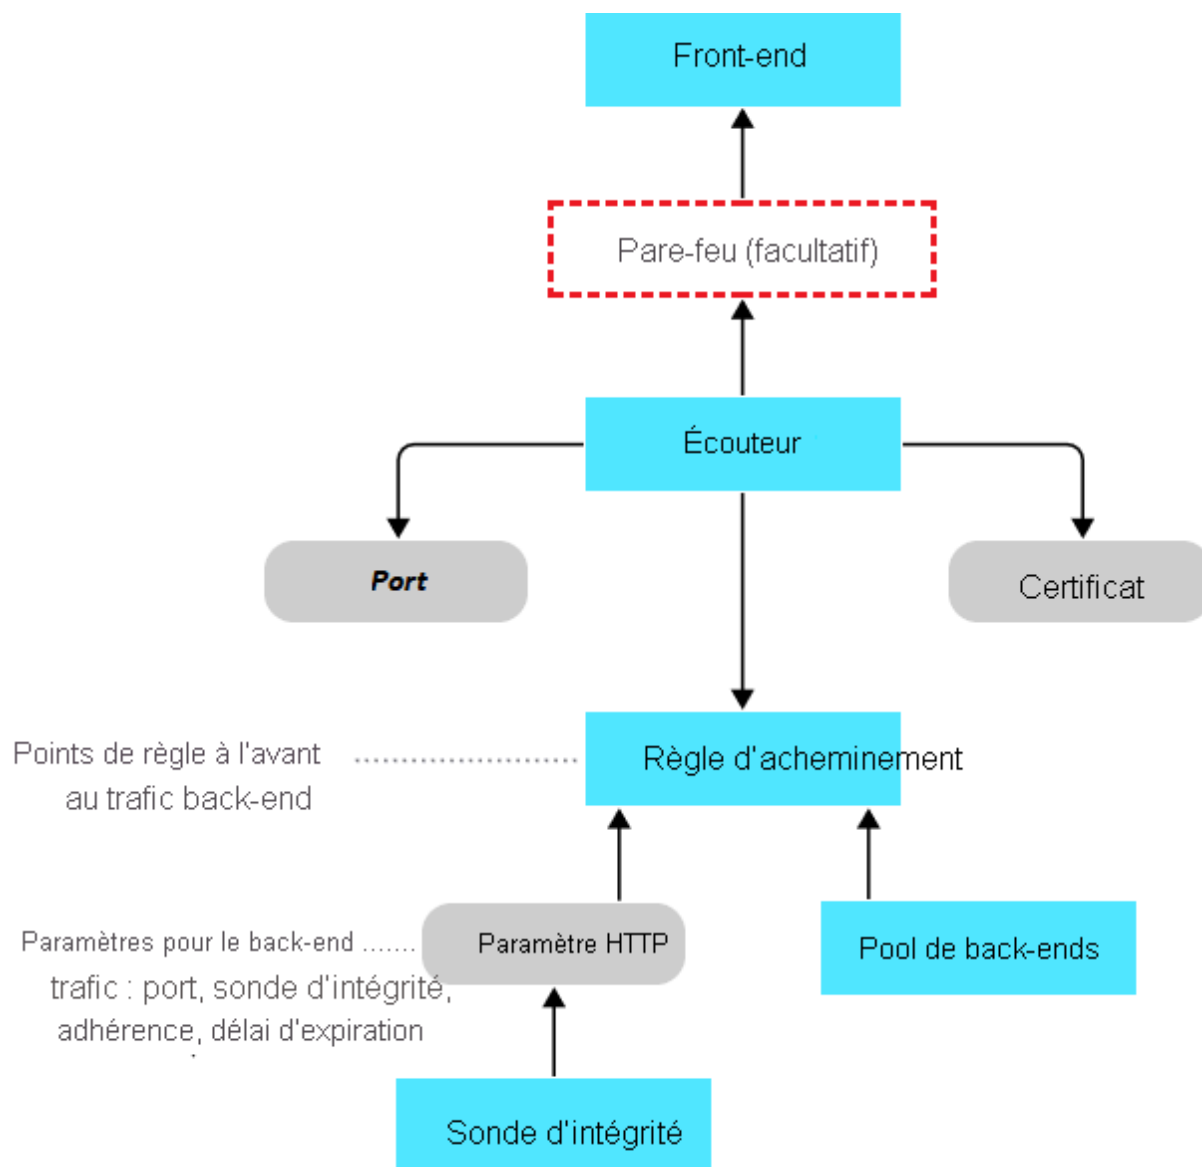 Front-end
Pare-feu (facultatif)
Écouteur
Port
Certificat
Points de règle à l'avant
au trafic back-end
Règle d'acheminement
Paramètres pour le back-end .......
trafic : port, sonde d'intégrité,
adhérence, délai d'expiration
Paramètre HTTP
Pool de back-ends
Sonde d'intégrité